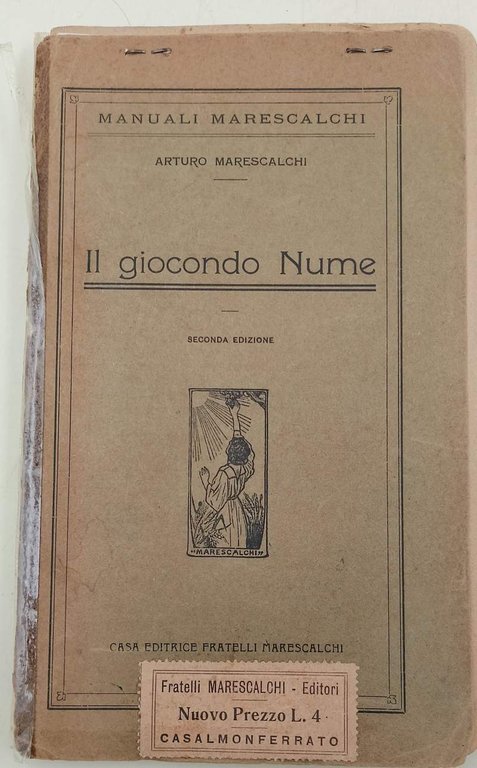 MANUALI MARESCALCHI
ARTURO MARESCALCHI
Il giocondo Nume
SECONDA EDIZIONE
"MARESCALCHI"
CASA EDITRICE FRATELLI MARESCALCHI
Fratelli MARESCALCHI - Editori
Nuovo Prezzo L. 4
CASALMONFERRATO